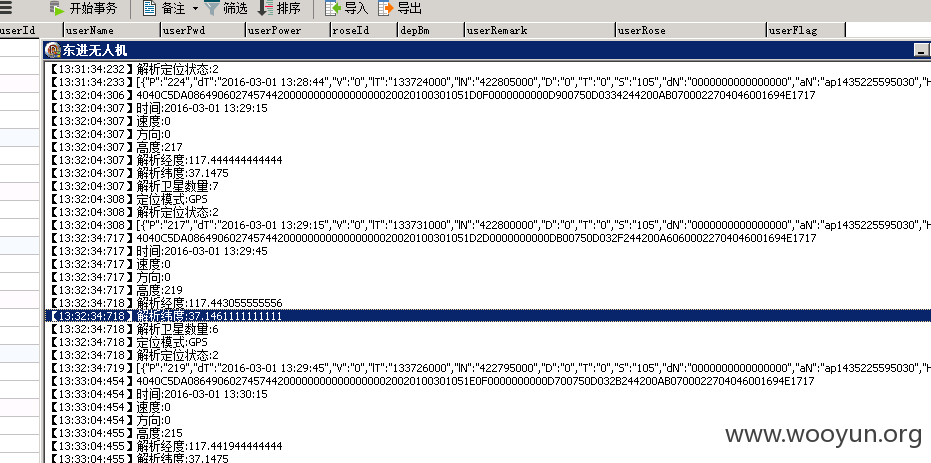 开始事务 备注 筛选 排序 导入 导出
userId userName userPwd userPower roseId depBm userRemark userRose userFlag
东进无人机
【13:31:34:232】解析定位状态:2
【13:31:34:233】[{"P":"224","dT":"2016-03-01 13:28:44","V":"0","lT":"133724000","lN":"422805000","D":"0","T":"0","S":"105","dN":"0000000000000000","aN":"ap1435225595030","H
【13:32:04:306】4040C5DA086490602745744200000000000000002002010030105​1D0F0000000000D900750D0334244200AB0700022704046001694E1717
【13:32:04:307】时间:2016-03-01 13:29:15
【13:32:04:307】速度:0
【13:32:04:307】方向:0
【13:32:04:307】高度:217
【13:32:04:307】解析经度:117.444444444444
【13:32:04:307】解析纬度:37.1475
【13:32:04:307】解析卫星数量:7
【13:32:04:308】定位模式:GPS
【13:32:04:308】解析定位状态:2
【13:32:04:308】[{"P":"217","dT":"2016-03-01 13:29:15","V":"0","lT":"133731000","lN":"422800000","D":"0","T":"0","S":"105","dN":"0000000000000000","aN":"ap1435225595030","H
【13:32:34:717】4040C5DA086490602745744200000000000000002002010030105​1D2D0000000000DB00750D032F244200A60600022704046001694E1717
【13:32:34:717】时间:2016-03-01 13:29:45
【13:32:34:717】速度:0
【13:32:34:717】方向:0
【13:32:34:717】高度:219
【13:32:34:718】解析经度:117.443055555556
【13:32:34:718】解析纬度:37.1461111111111
【13:32:34:718】解析卫星数量:6
【13:32:34:718】定位模式:GPS
【13:32:34:718】解析定位状态:2
【13:32:34:719】[{"P":"219","dT":"2016-03-01 13:29:45","V":"0","lT":"133726000","lN":"422795000","D":"0","T":"0","S":"105","dN":"0000000000000000","aN":"ap1435225595030","H
【13:33:04:454】4040C5DA086490602745744200000000000000002002010030105​1E0F0000000000D700750D032B244200AB0700022704046001694E1717
【13:33:04:454】时间:2016-03-01 13:30:15
【13:33:04:454】速度:0
【13:33:04:454】方向:0
【13:33:04:454】高度:215
【13:33:04:455】解析经度:117.441944444444
【13:33:04:455】解析纬度:37.1475
www.wooyun.org